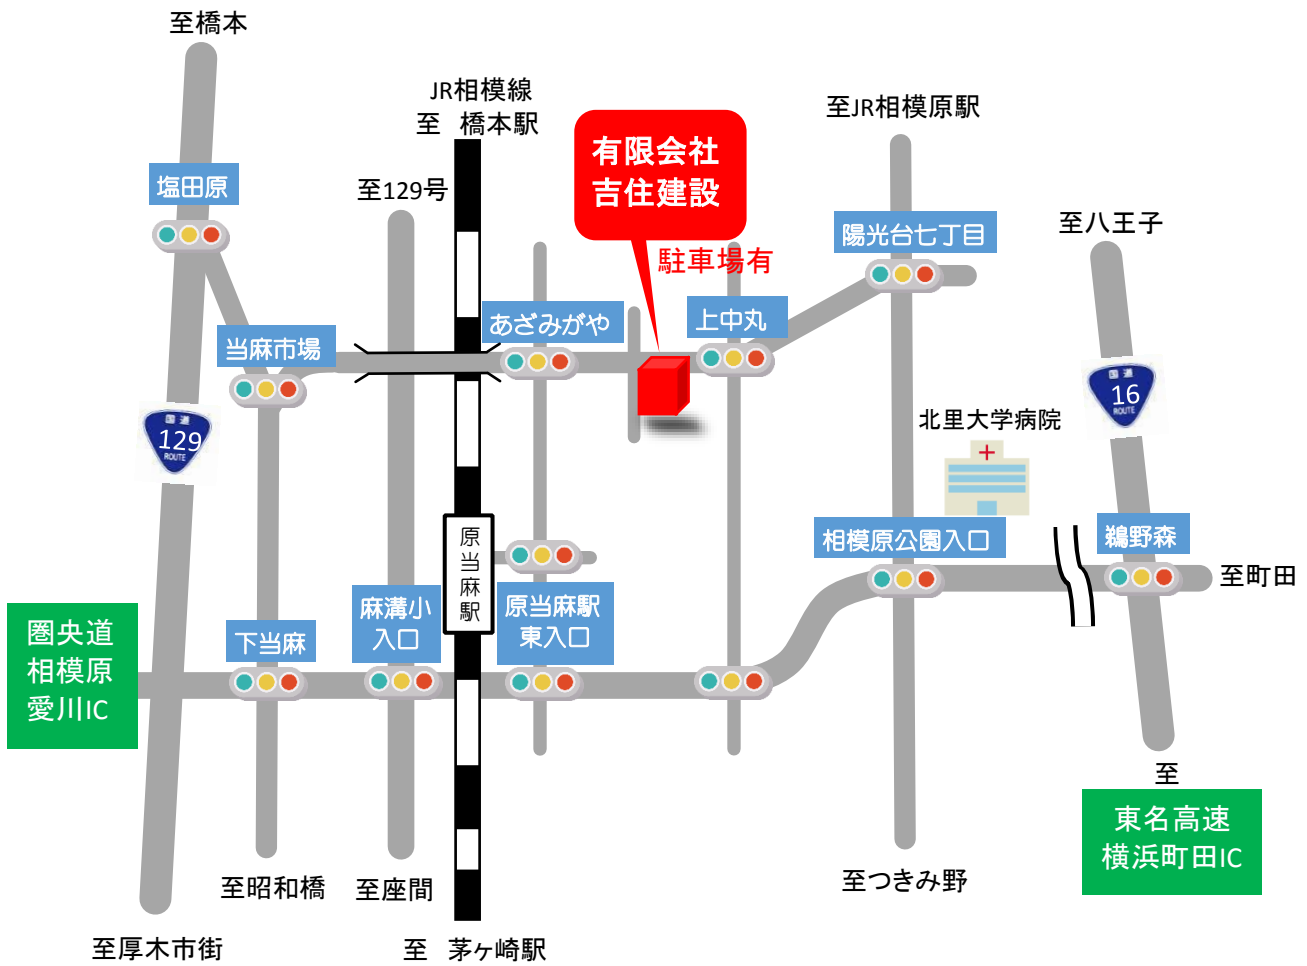 至橋本
JR相模線
至 橋本駅
有限会社
吉住建設
至JR相模原駅
塩田原
至129号
駐車場有
陽光台七丁目
至八王子
当麻市場
あざみがや
上中丸
国道
129
ROUTE
国道
16
ROUTE
北里大学病院
原当麻駅
相模原公園入口
鵜野森
至町田
圏央道
相模原
愛川IC
下当麻
麻溝小
入口
原当麻駅
東入口
至
東名高速
横浜町田IC
至昭和橋
至座間
至つきみ野
至厚木市街
至 茅ヶ崎駅